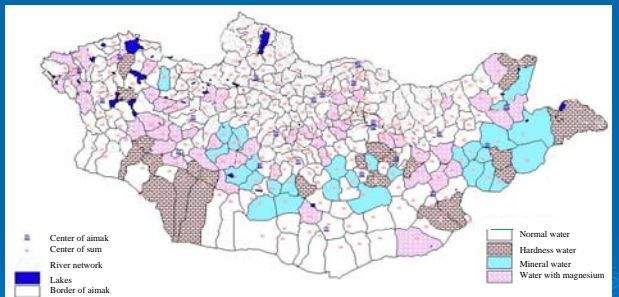 Center of aimak
Center of sum
River network
Lakes
Border of aimak
Normal water
Hardness water
Mineral water
Water with magnesium